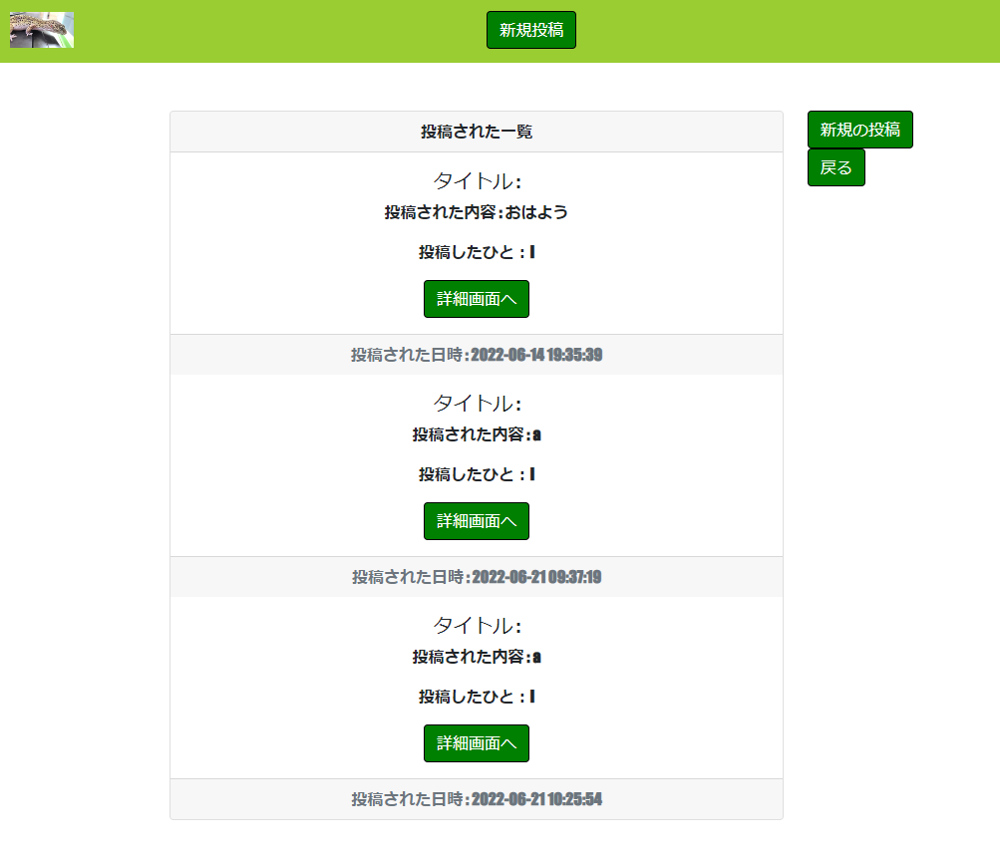 新規投稿
投稿された一覧
新規の投稿
戻る
タイトル:
投稿された内容:おはよう
投稿したひと：I
詳細画面へ
投稿された日時:2022-06-14 19:35:39
タイトル:
投稿された内容:a
投稿したひと：I
詳細画面へ
投稿された日時:2022-06-21 09:37:19
タイトル:
投稿された内容:a
投稿したひと：I
詳細画面へ
投稿された日時:2022-06-21 10:25:54